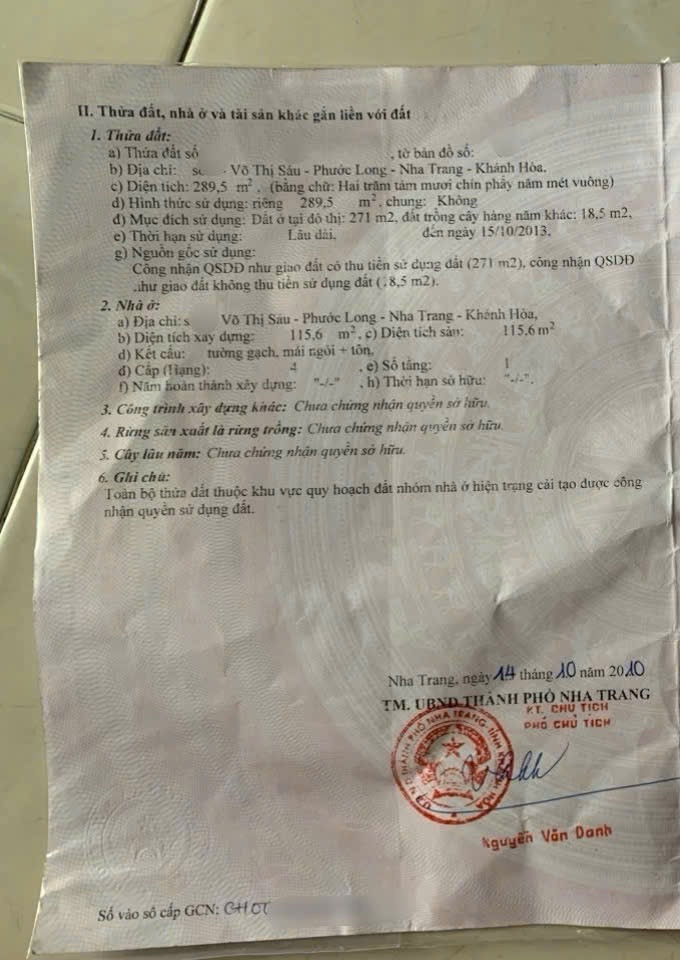 II. Thửa đất, nhà ở và tài sản khác gắn liền với đất
1. Thửa đất:
a) Thửa đất số , tờ bản đồ số:
b) Địa chỉ: Võ Thị Sáu - Phước Long - Nha Trang - Khánh Hòa.
c) Diện tích: 289,5 m², (bằng chữ: Hai trăm tám mươi chín phẩy năm mét vuông)
d) Hình thức sử dụng: riêng 289,5 m², chung: Không
đ) Mục đích sử dụng: Đất ở tại đô thị: 271 m2, đất trồng cây hàng năm khác: 18,5 m2,
e) Thời hạn sử dụng: Lâu dài, đến ngày 15/10/2013.
g) Nguồn gốc sử dụng:
Công nhận QSDĐ như giao đất có thu tiền sử dụng đất (271 m2), công nhận QSDĐ
như giao đất không thu tiền sử dụng đất (18,5 m2).
2. Nhà ở:
a) Địa chỉ: Võ Thị Sáu - Phước Long - Nha Trang - Khánh Hòa,
b) Diện tích xây dựng: 115,6 m², c) Diện tích sàn: 115,6 m²
d) Kết cấu: tường gạch, mái ngói + tôn,
đ) Cấp (Hạng): 4 , e) Số tầng: 1
f) Năm hoàn thành xây dựng: "-/-" , h) Thời hạn sở hữu: "-/-".
3. Công trình xây dựng khác: Chưa chứng nhận quyền sở hữu.
4. Rừng sản xuất là rừng trồng: Chưa chứng nhận quyền sở hữu.
5. Cây lâu năm: Chưa chứng nhận quyền sở hữu.
6. Ghi chú:
Toàn bộ thửa đất thuộc khu vực quy hoạch đất nhóm nhà ở hiện trạng cải tạo được công
nhận quyền sử dụng đất.
Nha Trang, ngày 14 tháng 10 năm 2010
TM. UBND THÀNH PHỐ NHA TRANG
KT. CHỦ TỊCH
PHÓ CHỦ TỊCH
U.B.N.D THÀNH PHỐ NHA TRANG-TỈNH KHÁNH HÒA
Nguyễn Văn Danh
Số vào sổ cấp GCN: